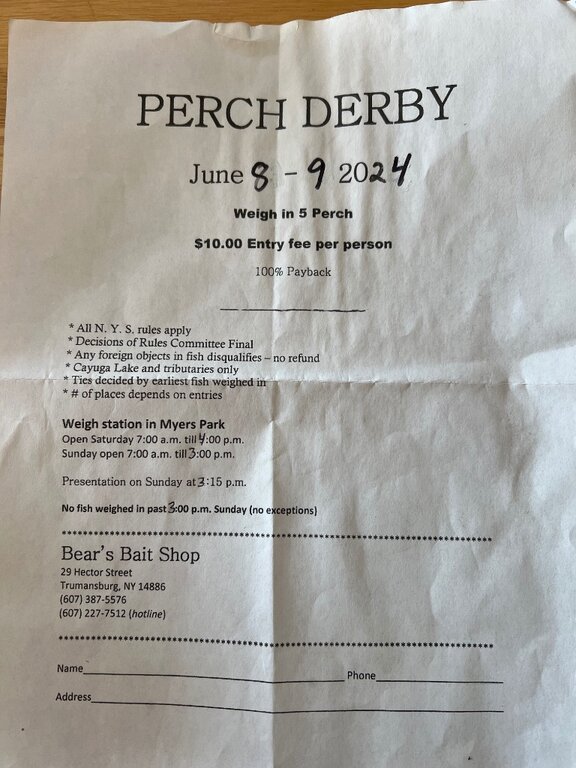 PERCH DERBY
June 8 - 9 2024
Weigh in 5 Perch
$10.00 Entry fee per person
100% Payback
* All N. Y. S. rules apply
* Decisions of Rules Committee Final
* Any foreign objects in fish disqualifies – no refund
* Cayuga Lake and tributaries only
* Ties decided by earliest fish weighed in
* # of places depends on entries
Weigh station in Myers Park
Open Saturday 7:00 a.m. till 4:00 p.m.
Sunday open 7:00 a.m. till 3:00 p.m.
Presentation on Sunday at 3:15 p.m.
No fish weighed in past 3:00 p.m. Sunday (no exceptions)
Bear's Bait Shop
29 Hector Street
Trumansburg, NY 14886
(607) 387-5576
(607) 227-7512 (hotline)
Name Phone
Address